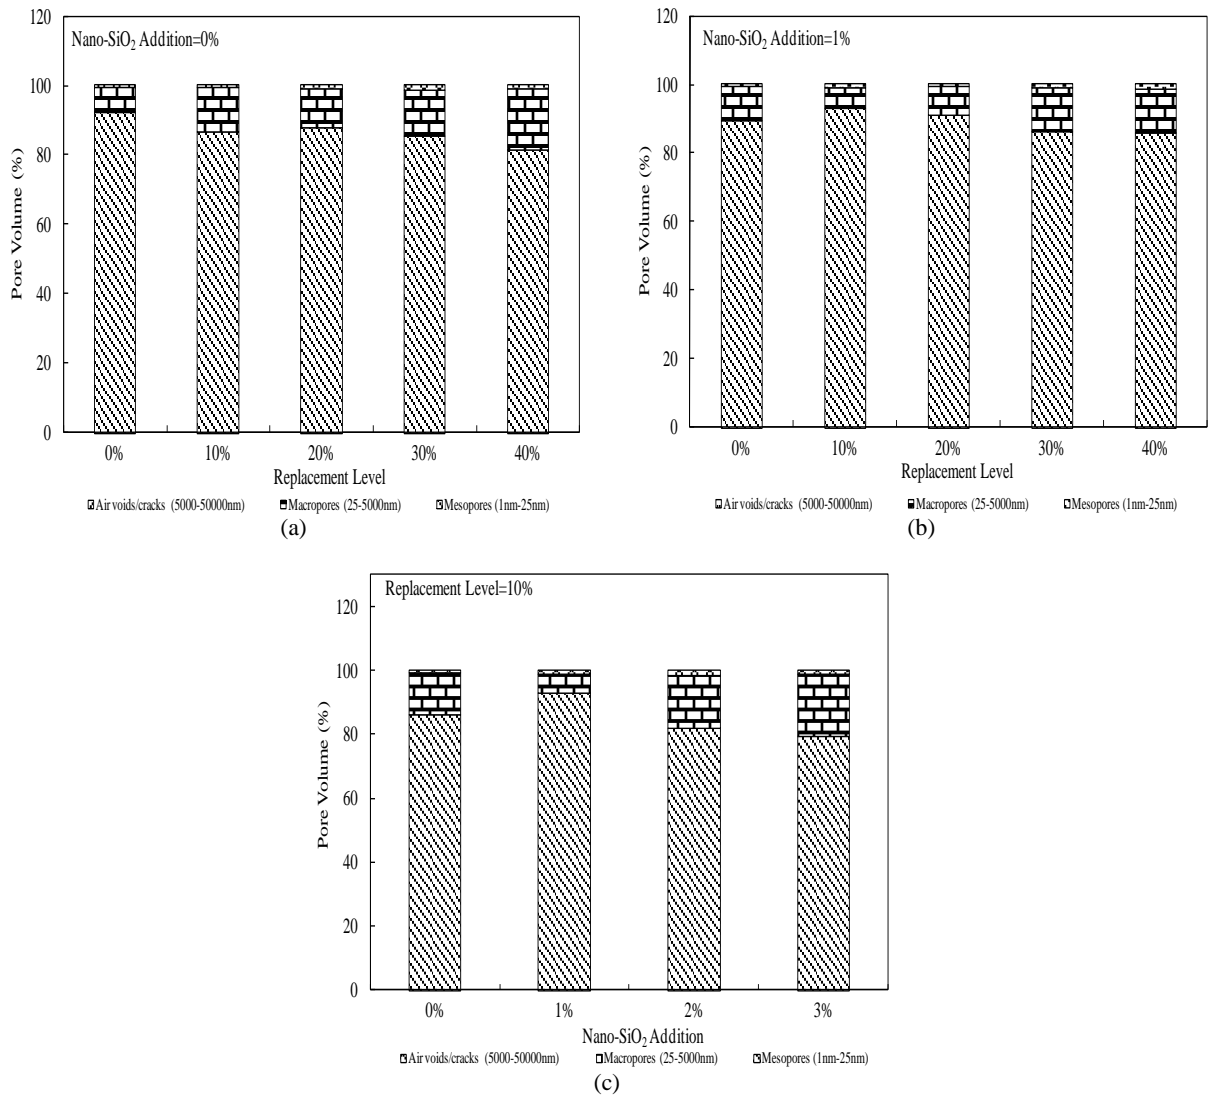 Nano-SiO2 Addition=0%
120
100
80
60
40
20
0
Pore Volume (%)
0% 10% 20% 30% 40%
Replacement Level
Air voids/cracks (5000-50000nm) Macropores (25-5000nm) Mesopores (1nm-25nm)
(a)
Nano-SiO2 Addition=1%
120
100
80
60
40
20
0
Pore Volume (%)
0% 10% 20% 30% 40%
Replacement Level
Air voids/cracks (5000-50000nm) Macropores (25-5000nm) Mesopores (1nm-25nm)
(b)
Replacement Level=10%
120
100
80
60
40
20
0
Pore Volume (%)
0% 1% 2% 3%
Nano-SiO2 Addition
Air voids/cracks (5000-50000nm) Macropores (25-5000nm) Mesopores (1nm-25nm)
(c)